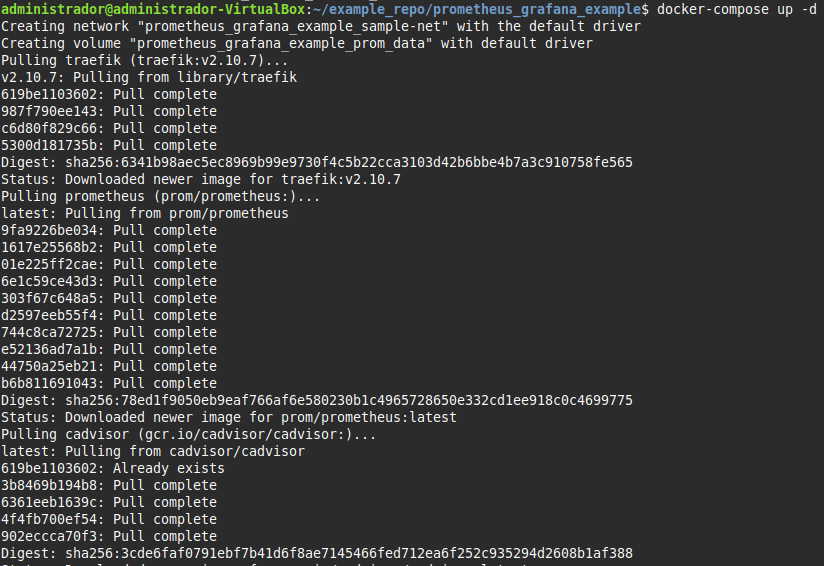 administrador@administrador-VirtualBox:~/example_repo/prometheus_grafana_example$ docker-compose up -d
Creating network "prometheus_grafana_example_sample-net" with the default driver
Creating volume "prometheus_grafana_example_prom_data" with default driver
Pulling traefik (traefik:v2.10.7)...
v2.10.7: Pulling from library/traefik
619be1103602: Pull complete
987f790ee143: Pull complete
c6d80f829c66: Pull complete
5300d181735b: Pull complete
Digest: sha256:6341b98aec5ec8969b99e9730f4c5b22cca3103d42b6bbe4b7a3c910758fe565
Status: Downloaded newer image for traefik:v2.10.7
Pulling prometheus (prom/prometheus:)...
latest: Pulling from prom/prometheus
9fa9226be034: Pull complete
1617e25568b2: Pull complete
01e225ff2cae: Pull complete
6e1c59ce43d3: Pull complete
303f67c648a5: Pull complete
d2597eeb55f4: Pull complete
744c8ca72725: Pull complete
e52136ad7a1b: Pull complete
44750a25eb21: Pull complete
b6b811691043: Pull complete
Digest: sha256:78ed1f9050eb9eaf766af6e580230b1c4965728650e332cd1ee918c0c4699775
Status: Downloaded newer image for prom/prometheus:latest
Pulling cadvisor (gcr.io/cadvisor/cadvisor:)...
latest: Pulling from cadvisor/cadvisor
619be1103602: Already exists
3b8469b194b8: Pull complete
6361eeb1639c: Pull complete
4f4fb700ef54: Pull complete
902eccca70f3: Pull complete
Digest: sha256:3cde6faf0791ebf7b41d6f8ae7145466fed712ea6f252c935294d2608b1af388